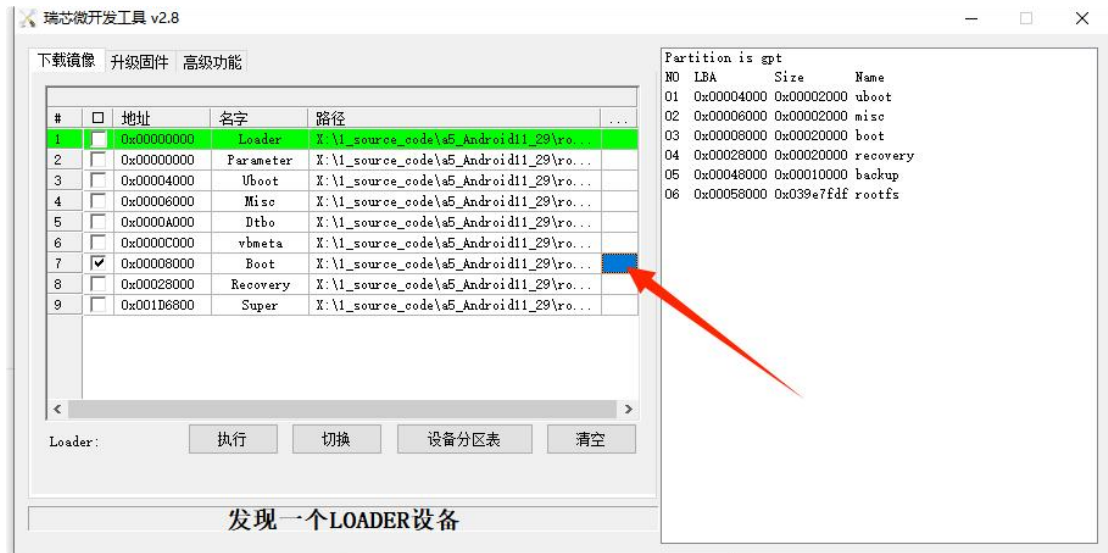 瑞芯微开发工具 v2.8
下载镜像 升级固件 高级功能
# 地址 名字 路径 ...
1 0x00000000 Loader X:\1_source_code\a5_Android11_29\ro...
2 0x00000000 Parameter X:\1_source_code\a5_Android11_29\ro...
3 0x00004000 Uboot X:\1_source_code\a5_Android11_29\ro...
4 0x00006000 Misc X:\1_source_code\a5_Android11_29\ro...
5 0x0000A000 Dtbo X:\1_source_code\a5_Android11_29\ro...
6 0x0000C000 vbmeta X:\1_source_code\a5_Android11_29\ro...
7 0x00008000 Boot X:\1_source_code\a5_Android11_29\ro...
8 0x00028000 Recovery X:\1_source_code\a5_Android11_29\ro...
9 0x001D6800 Super X:\1_source_code\a5_Android11_29\ro...
Loader: 执行 切换 设备分区表 清空
发现一个LOADER设备
Partition is gpt
NO LBA Size Name
01 0x00004000 0x00002000 uboot
02 0x00006000 0x00002000 misc
03 0x00008000 0x00020000 boot
04 0x00028000 0x00020000 recovery
05 0x00048000 0x00010000 backup
06 0x00058000 0x039e7fdf rootfs